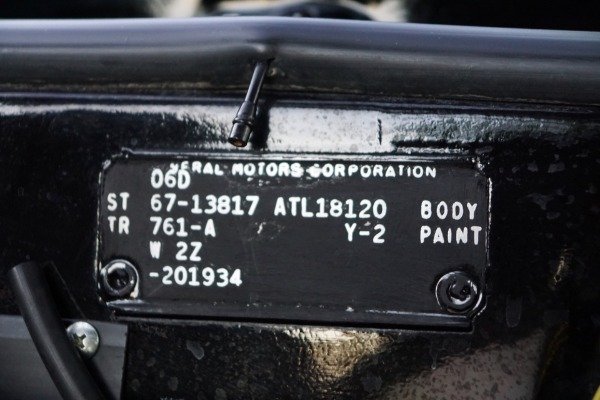 NERAL MOTORS CORPORATION
06D
ST 67-13817 ATL18120 BODY
TR 761-A Y-2 PAINT
W 2Z
-201934